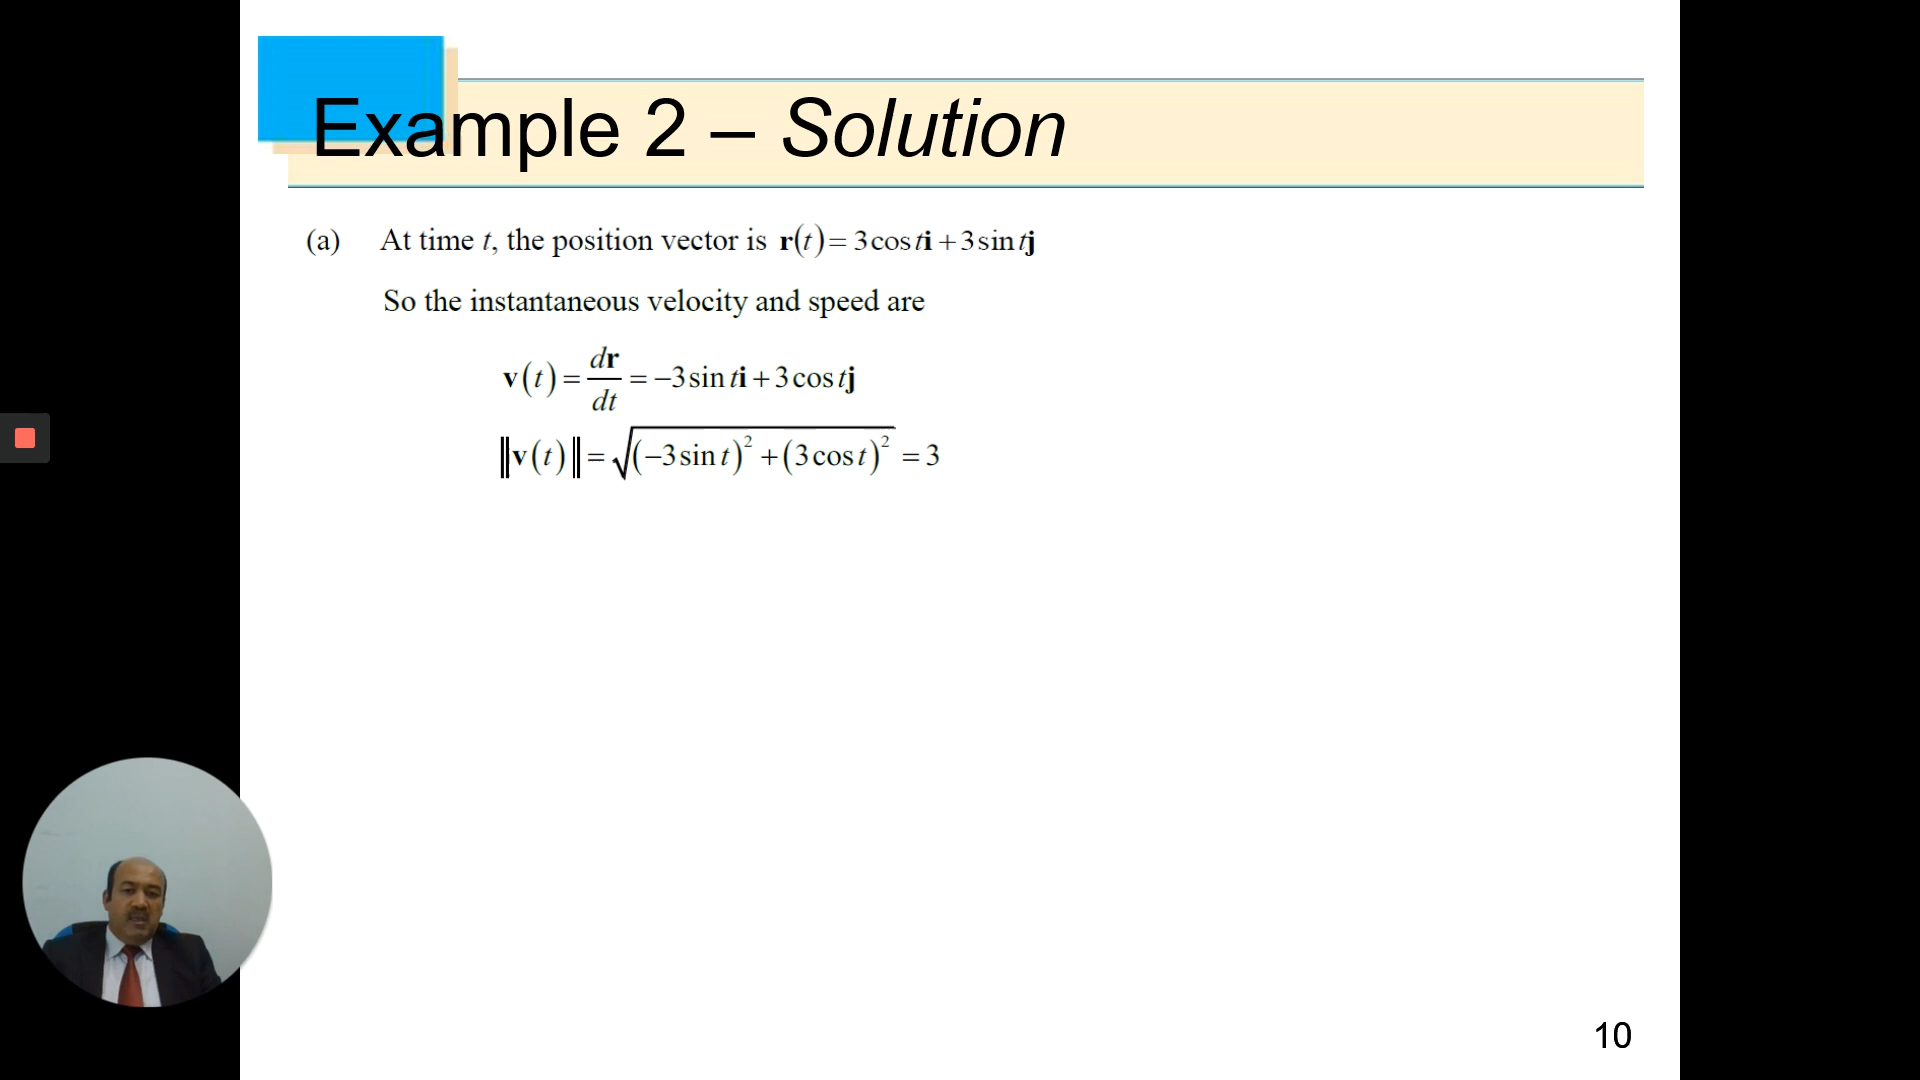 Example 2 – Solution
(a) At time t, the position vector is r(t) = 3cos ti + 3sin tj
So the instantaneous velocity and speed are
v(t) = dr/dt = −3sin ti + 3cos tj
‖v(t)‖ = √((−3sin t)² + (3cos t)²) = 3
10